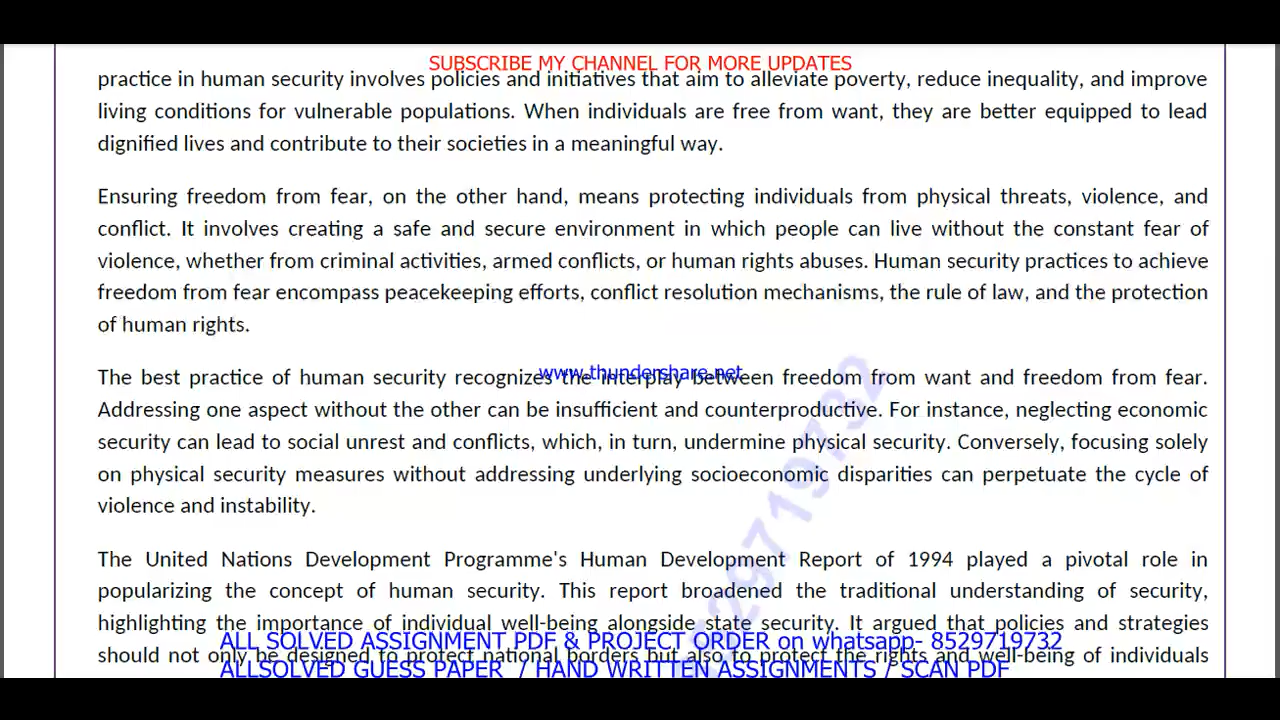 SUBSCRIBE MY CHANNEL FOR MORE UPDATES
practice in human security involves policies and initiatives that aim to alleviate poverty, reduce inequality, and improve
living conditions for vulnerable populations. When individuals are free from want, they are better equipped to lead
dignified lives and contribute to their societies in a meaningful way.
Ensuring freedom from fear, on the other hand, means protecting individuals from physical threats, violence, and
conflict. It involves creating a safe and secure environment in which people can live without the constant fear of
violence, whether from criminal activities, armed conflicts, or human rights abuses. Human security practices to achieve
freedom from fear encompass peacekeeping efforts, conflict resolution mechanisms, the rule of law, and the protection
of human rights.
www.thundershare.net
The best practice of human security recognizes the interplay between freedom from want and freedom from fear.
Addressing one aspect without the other can be insufficient and counterproductive. For instance, neglecting economic
security can lead to social unrest and conflicts, which, in turn, undermine physical security. Conversely, focusing solely
on physical security measures without addressing underlying socioeconomic disparities can perpetuate the cycle of
violence and instability.
The United Nations Development Programme's Human Development Report of 1994 played a pivotal role in
popularizing the concept of human security. This report broadened the traditional understanding of security,
highlighting the importance of individual well-being alongside state security. It argued that policies and strategies
ALL SOLVED ASSIGNMENT PDF & PROJECT ORDER on whatsapp- 8529719732
should not only be designed to protect national borders but also to protect the rights and well-being of individuals
ALLSOLVED GUESS PAPER / HAND WRITTEN ASSIGNMENTS / SCAN PDF